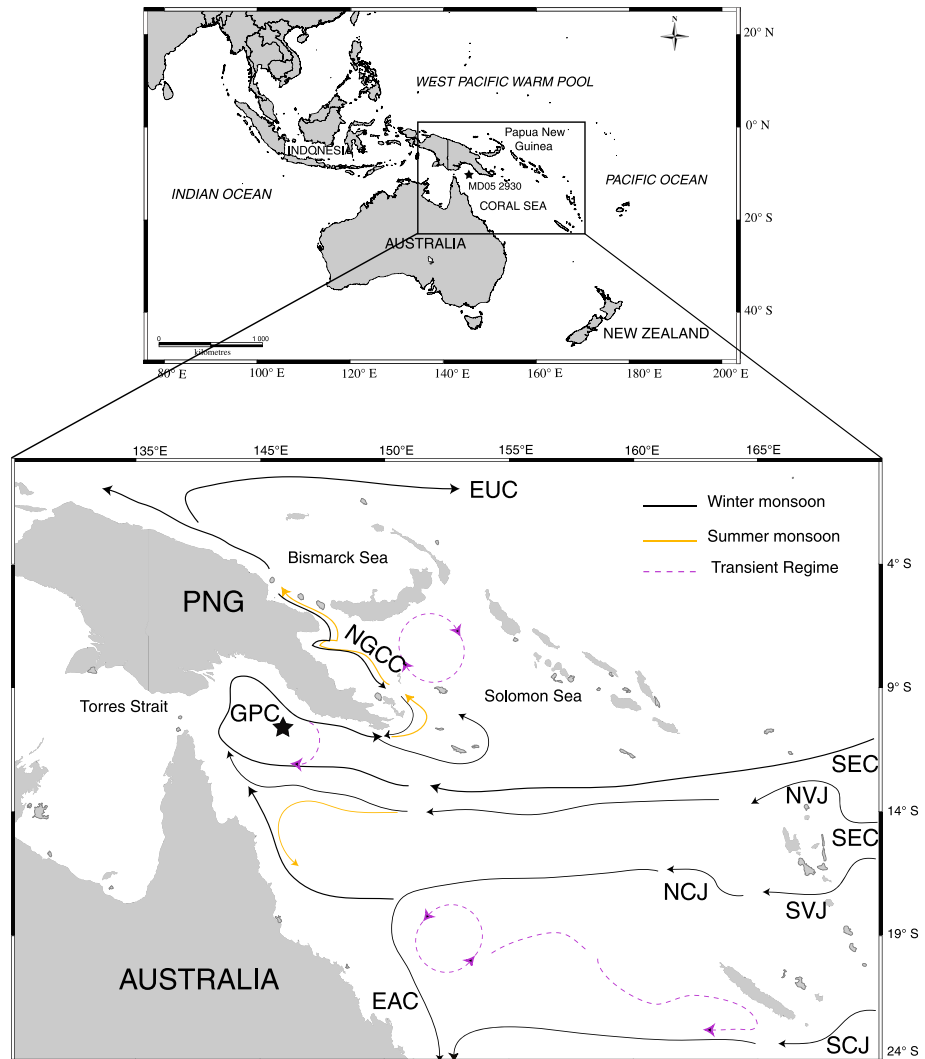 N
20° N
WEST PACIFIC WARM POOL
0° N
Papua New
Guinea
INDONESIA
MD05 2930
PACIFIC OCEAN
INDIAN OCEAN
CORAL SEA
20° S
AUSTRALIA
40° S
NEW ZEALAND
0 1 000
kilometres
80° E 100° E 120° E 140° E 160° E 180° E 200° E
135°E 145°E 150°E 155°E 160°E 165°E
EUC
Winter monsoon
Summer monsoon
Transient Regime
Bismarck Sea
4° S
PNG
NGCC
9° S
Solomon Sea
Torres Strait
GPC
SEC
NVJ
14° S
SEC
NCJ
SVJ
19° S
AUSTRALIA
EAC
SCJ
24° S